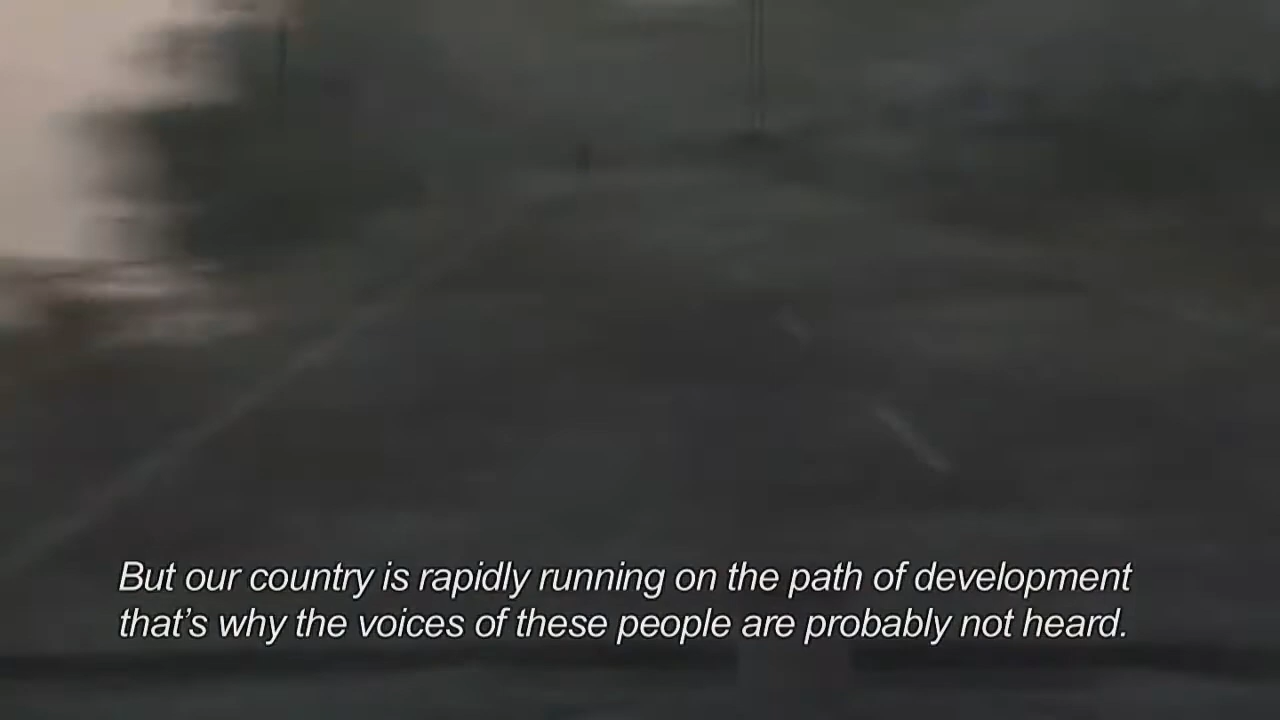 But our country is rapidly running on the path of development
that’s why the voices of these people are probably not heard.